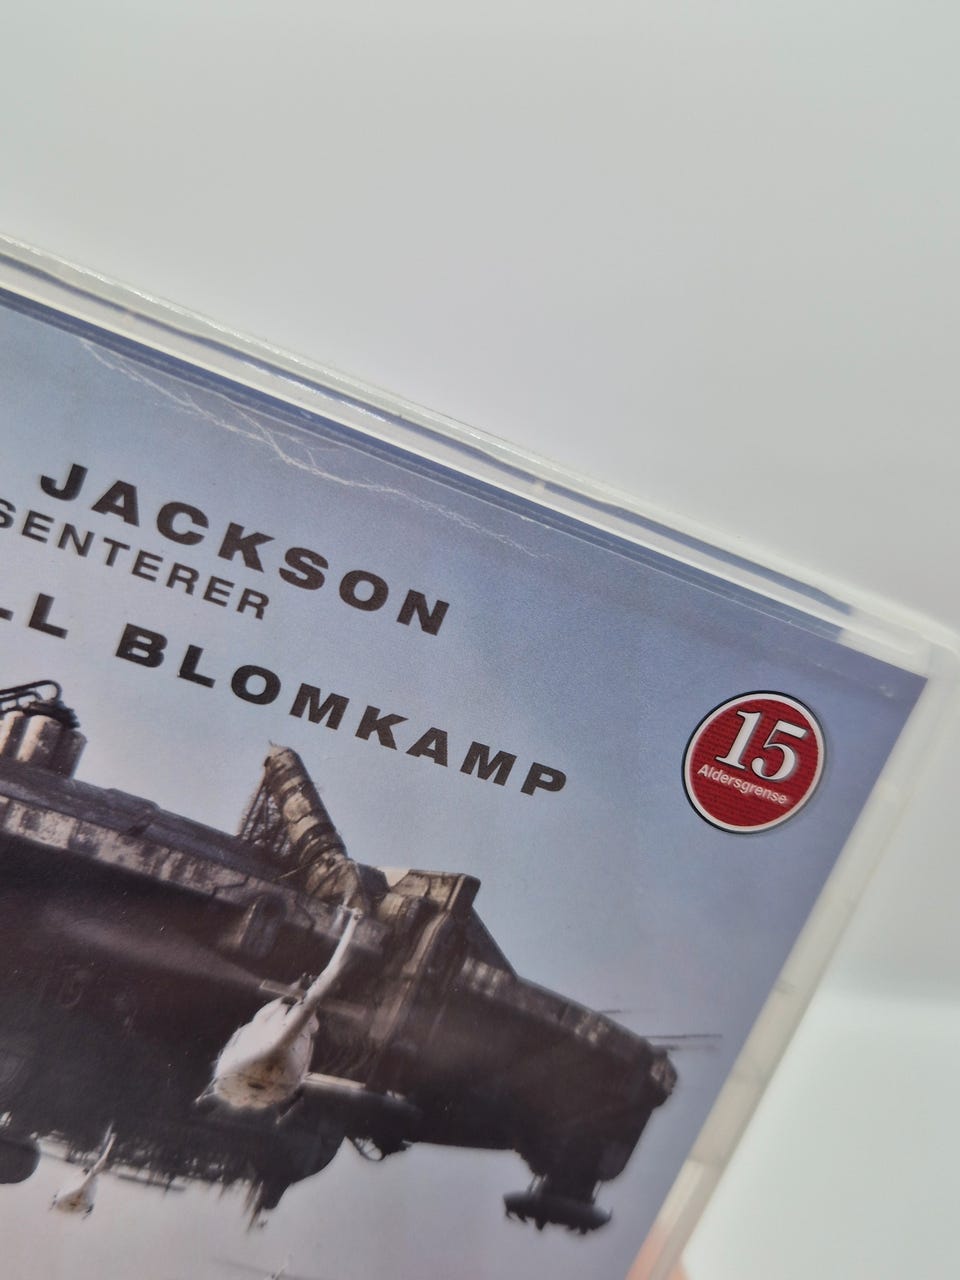 JACKSON
SENTERER
LL BLOMKAMP
15
Aldersgrense